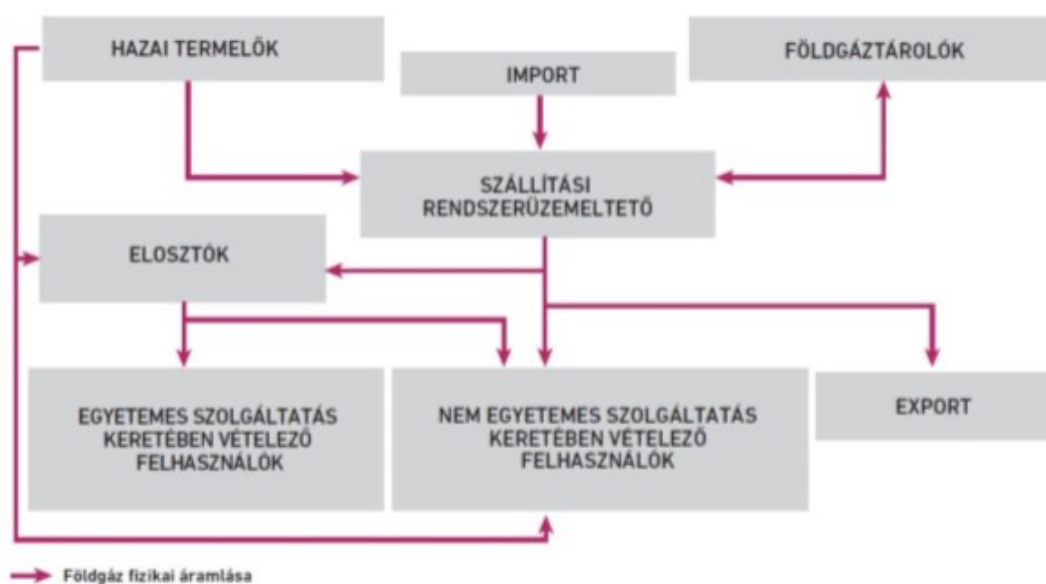 HAZAI TERMELŐK
IMPORT
FÖLDGÁZTÁROLÓK
SZÁLLÍTÁSI
RENDSZERÜZEMELTETŐ
ELOSZTÓK
EGYETEMES SZOLGÁLTATÁS
KERETÉBEN VÉTELEZŐ
FELHASZNÁLÓK
NEM EGYETEMES SZOLGÁLTATÁS
KERETÉBEN VÉTELEZŐ
FELHASZNÁLÓK
EXPORT
Földgáz fizikai áramlása